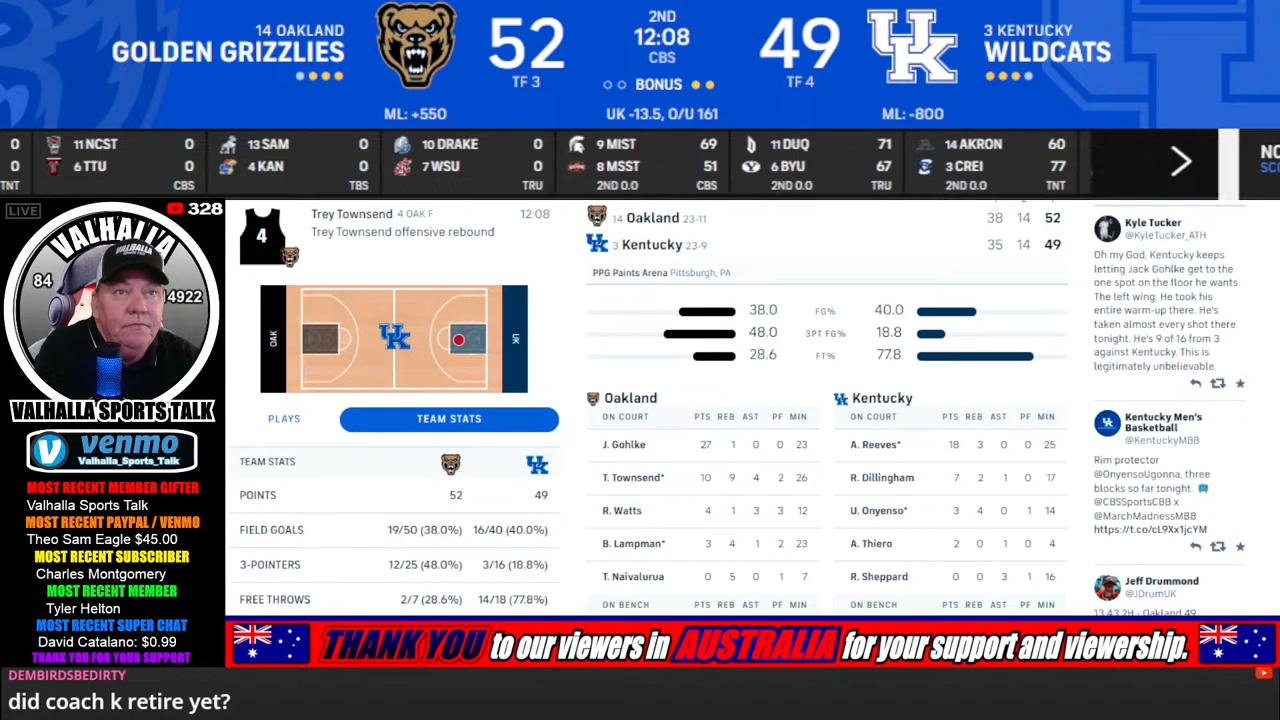 14 OAKLAND
GOLDEN GRIZZLIES
52
TF 3
2ND
12:08
CBS
BONUS
49
TF 4
3 KENTUCKY
WILDCATS
ML: +550
UK -13.5, O/U 161
ML: -800
0
0
TNT
11 NCST 0
6 TTU 0
CBS
13 SAM 0
4 KAN 0
TBS
10 DRAKE 0
7 WSU 0
TRU
9 MIST 69
8 MSST 51
2ND 0.0 CBS
11 DUQ 71
6 BYU 67
2ND 0.0 TRU
14 AKRON 60
3 CREI 77
2ND 0.0 TNT
LIVE
328
VALHALLA
VALHALLA
SPORTS TALK
84
4922
VALHALLA SPORTS TALK
venmo
Valhalla_Sports_Talk
MOST RECENT MEMBER GIFTER
Valhalla Sports Talk
MOST RECENT PAYPAL / VENMO
Theo Sam Eagle $45.00
MOST RECENT SUBSCRIBER
Charles Montgomery
MOST RECENT MEMBER
Tyler Helton
MOST RECENT SUPER CHAT
David Catalano: $0.99
THANK YOU FOR YOUR SUPPORT
4
Trey Townsend 4 OAK F 12:08
Trey Townsend offensive rebound
OAK
UK
UK
PLAYS
TEAM STATS
TEAM STATS
POINTS 52 49
FIELD GOALS 19/50 (38.0%) 16/40 (40.0%)
3-POINTERS 12/25 (48.0%) 3/16 (18.8%)
FREE THROWS 2/7 (28.6%) 14/18 (77.8%)
14 Oakland 23-11 38 14 52
3 Kentucky 23-9 35 14 49
PPG Paints Arena Pittsburgh, PA
38.0 FG% 40.0
48.0 3PT FG% 18.8
28.6 FT% 77.8
Oakland
ON COURT PTS REB AST PF MIN
J. Gohlke 27 1 0 0 23
T. Townsend* 10 9 4 2 26
R. Watts 4 1 3 3 12
B. Lampman* 3 4 1 2 23
T. Naivalurua 0 5 0 1 7
ON BENCH PTS REB AST PF MIN
Kentucky
ON COURT PTS REB AST PF MIN
A. Reeves* 18 3 0 0 25
R. Dillingham 7 2 1 0 17
U. Onyenso* 3 4 0 1 14
A. Thiero 2 0 1 0 4
R. Sheppard 0 0 3 1 16
ON BENCH PTS REB AST PF MIN
Kyle Tucker
@KyleTucker_ATH
Oh my God, Kentucky keeps
letting Jack Gohlke get to the
one spot on the floor he wants.
The left wing. He took his
entire warm-up there. He's
taken almost every shot there
tonight. He's 9 of 16 from 3
against Kentucky. This is
legitimately unbelievable.
Kentucky Men's
Basketball
@KentuckyMBB
Rim protector
@OnyensoUgonna, three
blocks so far tonight.
@CBSSportsCBB x
@MarchMadnessMBB
https://t.co/cL9Xx1jcYM
Jeff Drummond
@JDrumUK
13:43 2H - Oakland 49
THANK YOU to our viewers in AUSTRALIA for your support and viewership.
DEMBIRDSBEDIRTY
did coach k retire yet?